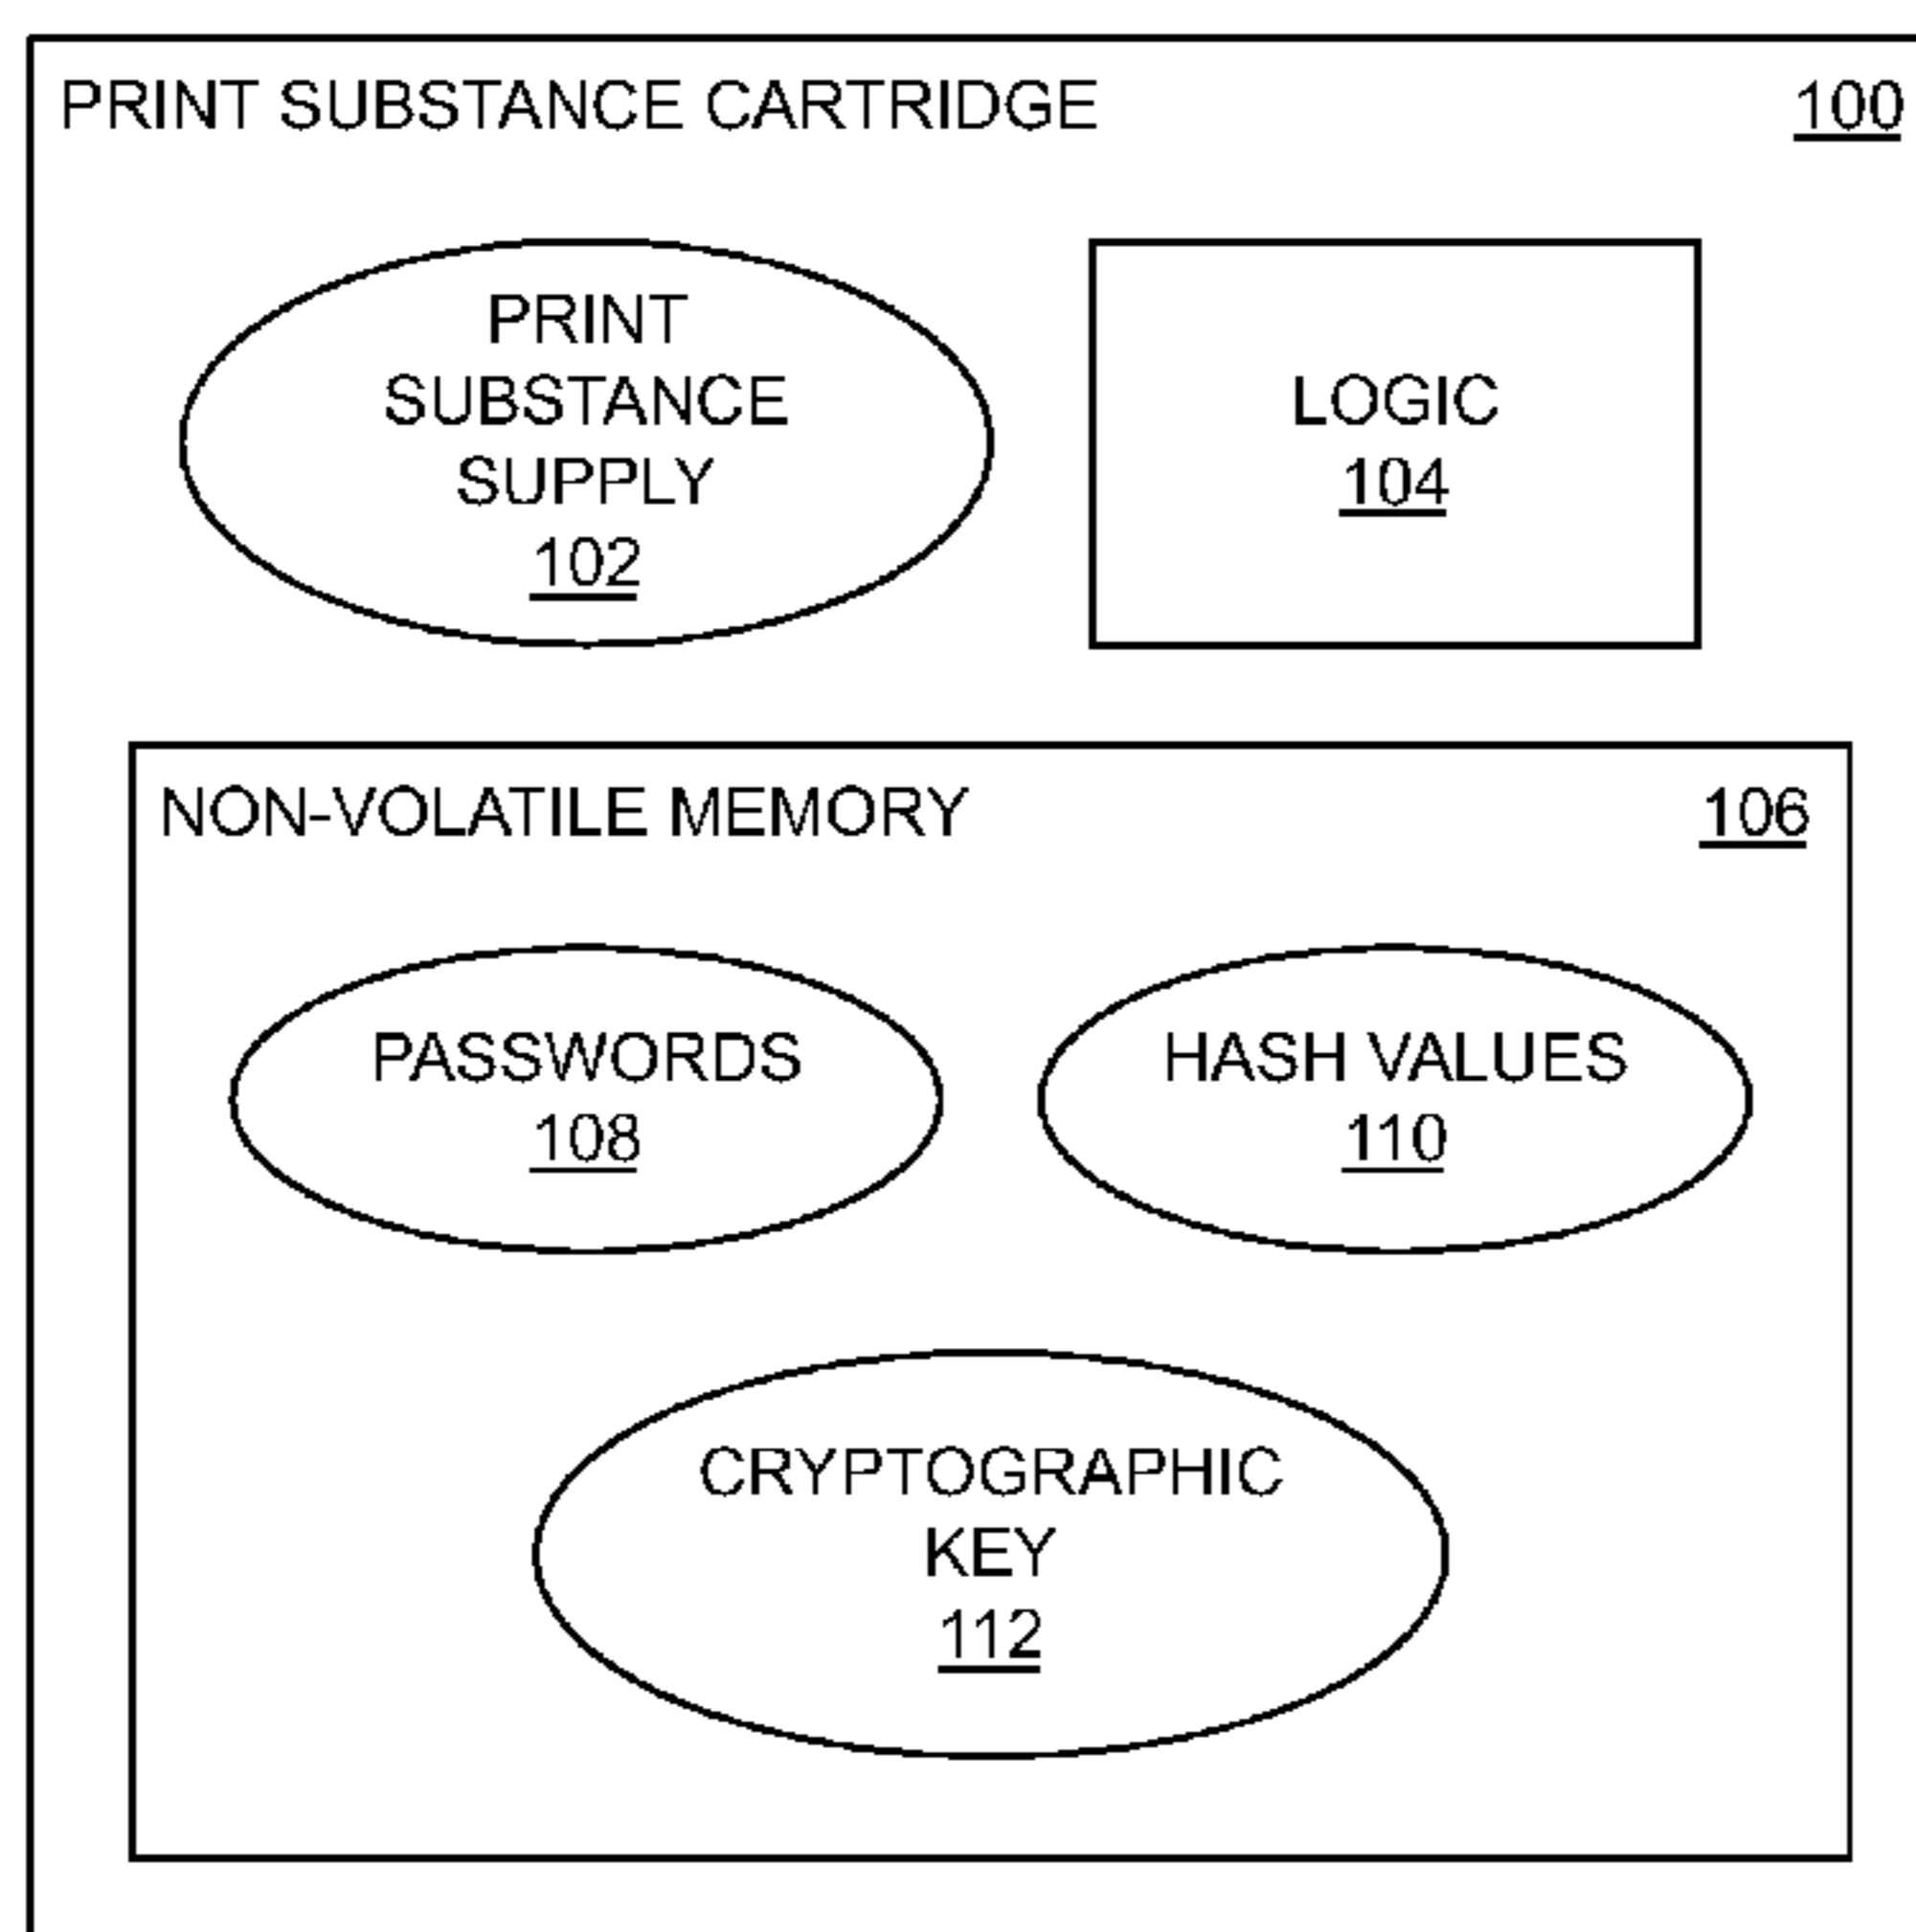 PRINT SUBSTANCE CARTRIDGE 100
PRINT
SUBSTANCE
SUPPLY
102
LOGIC
104
NON-VOLATILE MEMORY 106
PASSWORDS
108
HASH VALUES
110
CRYPTOGRAPHIC
KEY
112